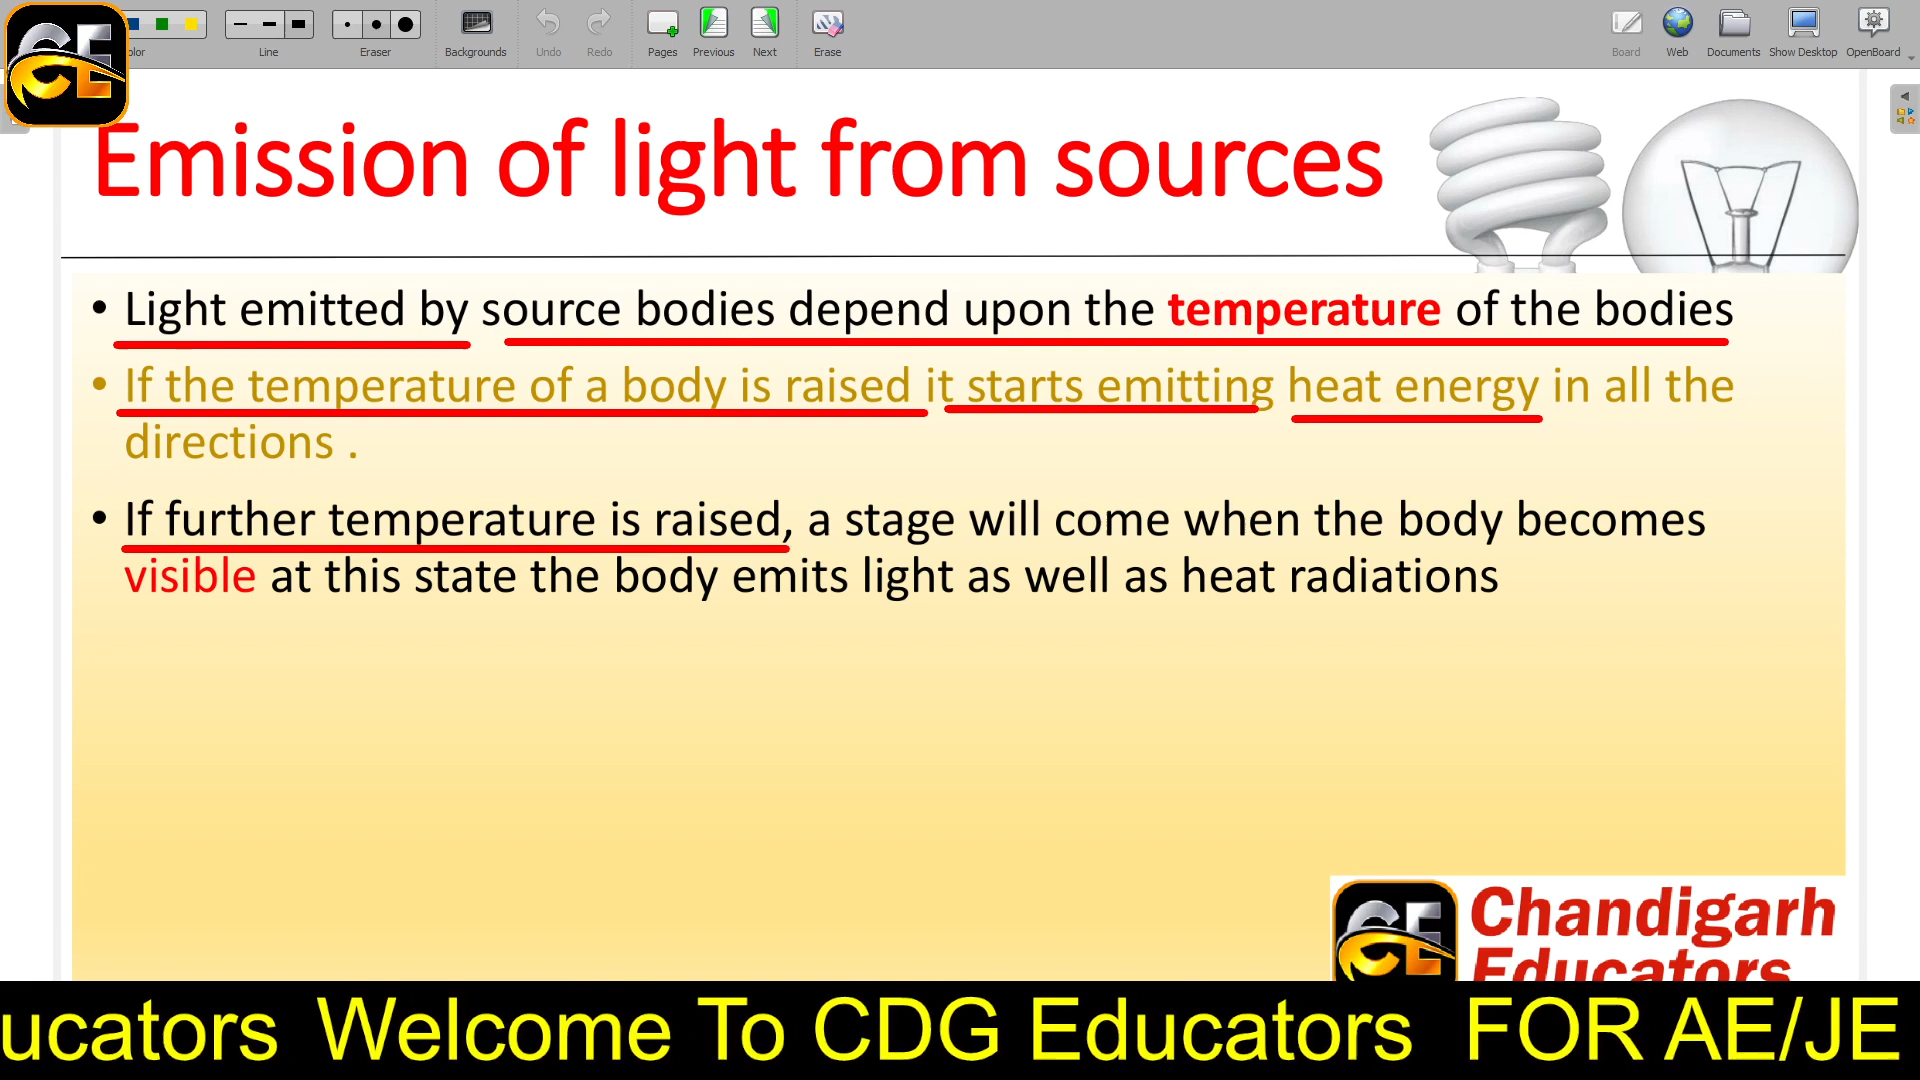 olor
Line
Eraser
Backgrounds
Undo
Redo
Pages
Previous
Next
Erase
Board
Web
Documents
Show Desktop
OpenBoard
CE
Emission of light from sources
• Light emitted by source bodies depend upon the temperature of the bodies
• If the temperature of a body is raised it starts emitting heat energy in all the
directions .
• If further temperature is raised, a stage will come when the body becomes
visible at this state the body emits light as well as heat radiations
CE
Chandigarh
Educators
ucators Welcome To CDG Educators FOR AE/JE